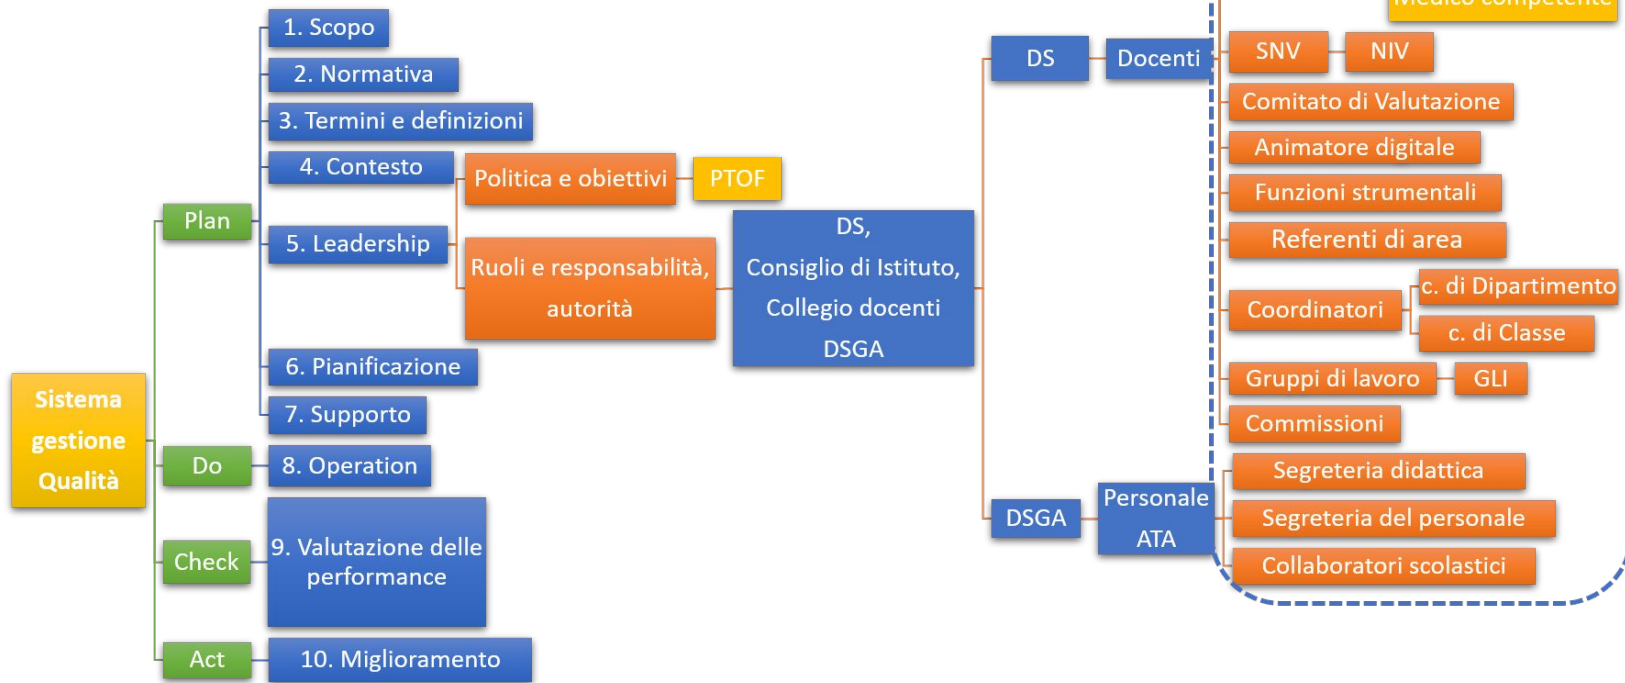 Sistema
gestione
Qualità
Plan
1. Scopo
2. Normativa
3. Termini e definizioni
4. Contesto
5. Leadership
Politica e obiettivi
PTOF
Ruoli e responsabilità,
autorità
DS,
Consiglio di Istituto,
Collegio docenti
DSGA
DS
Docenti
Medico competente
SNV
NIV
Comitato di Valutazione
Animatore digitale
Funzioni strumentali
Referenti di area
Coordinatori
c. di Dipartimento
c. di Classe
Gruppi di lavoro
GLI
Commissioni
DSGA
Personale
ATA
Segreteria didattica
Segreteria del personale
Collaboratori scolastici
6. Pianificazione
7. Supporto
Do
8. Operation
Check
9. Valutazione delle
performance
Act
10. Miglioramento